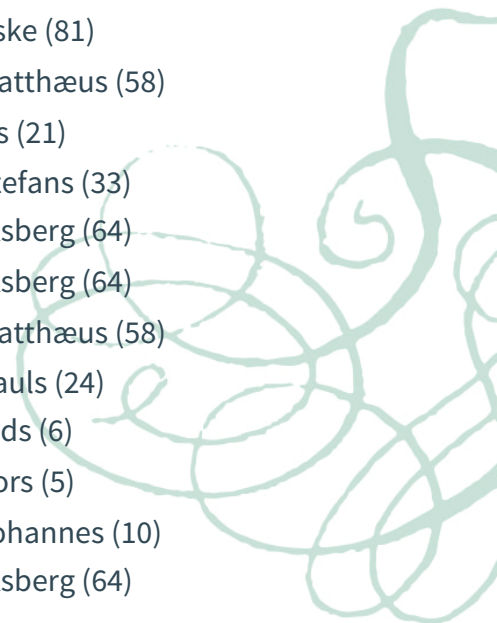 ske (81)
atthæus (58)
s (21)
tefans (33)
sberg (64)
sberg (64)
atthæus (58)
auls (24)
ds (6)
ors (5)
ohannes (10)
sberg (64)